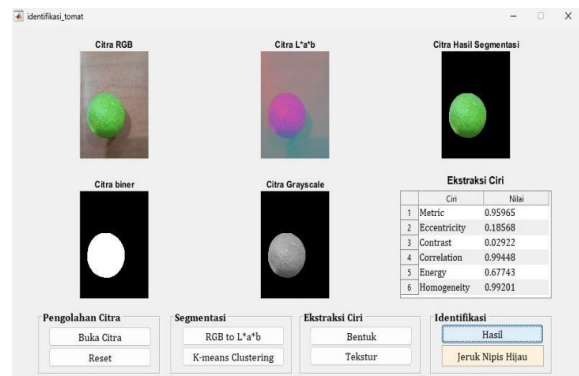 identifikasi_tomat
Citra RGB
Citra L*a*b
Citra Hasil Segmentasi
Citra biner
Citra Grayscale
Ekstraksi Ciri
Ciri Nilai
1 Metric 0.95965
2 Eccentricity 0.18568
3 Contrast 0.02922
4 Correlation 0.99448
5 Energy 0.67743
6 Homogeneity 0.99201
Pengolahan Citra
Buka Citra
Reset
Segmentasi
RGB to L*a*b
K-means Clustering
Ekstraksi Ciri
Bentuk
Tekstur
Identifikasi
Hasil
Jeruk Nipis Hijau